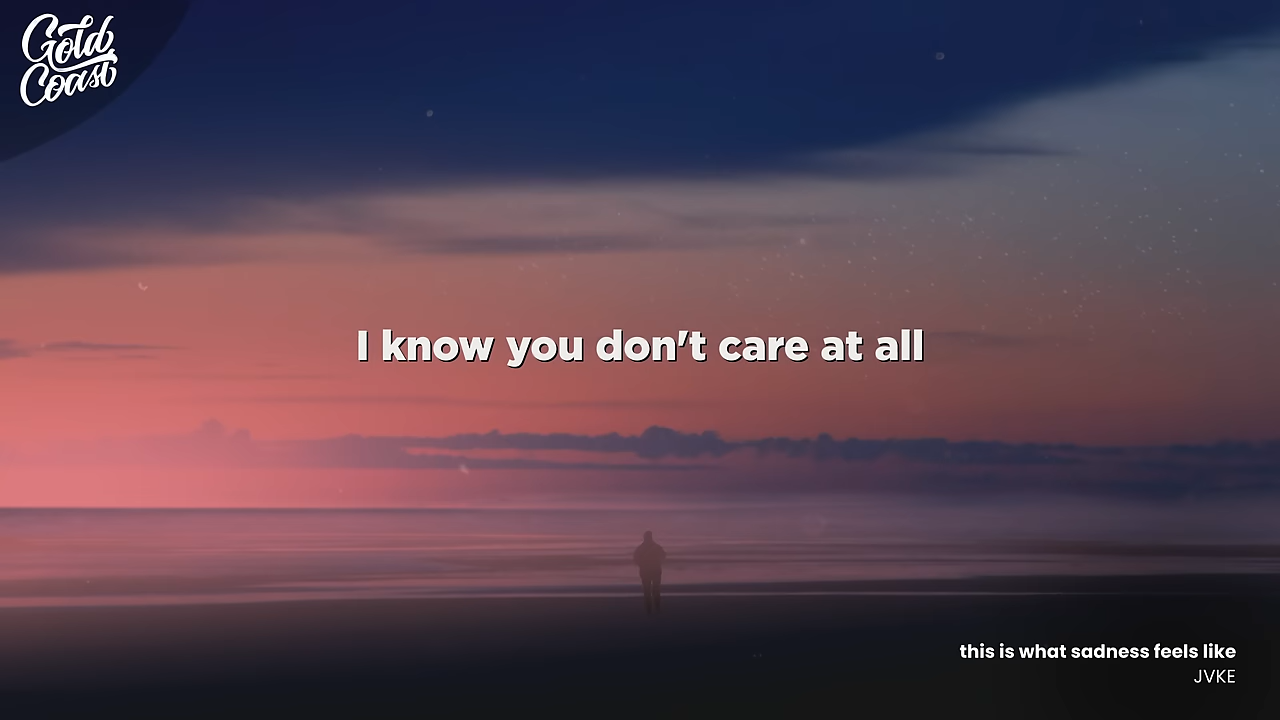 Gold
Coast
I know you don't care at all
this is what sadness feels like
JVKE